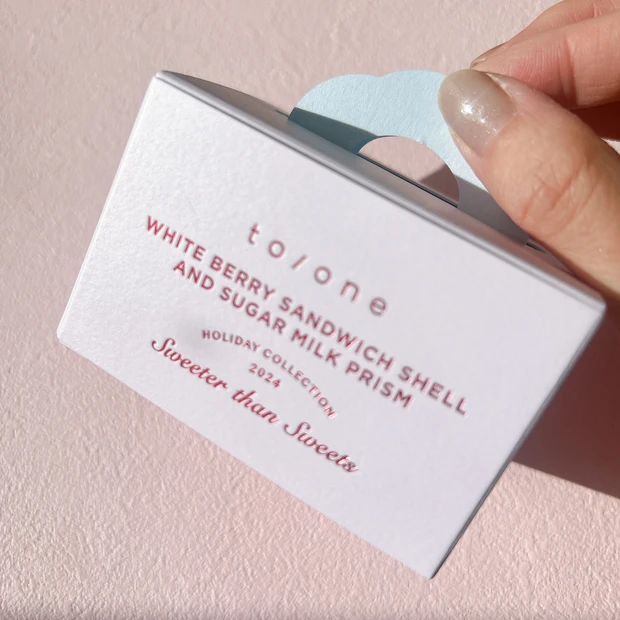 to/one
WHITE BERRY SANDWICH SHELL
AND SUGAR MILK PRISM
HOLIDAY COLLECTION
2024
Sweeter than Sweets